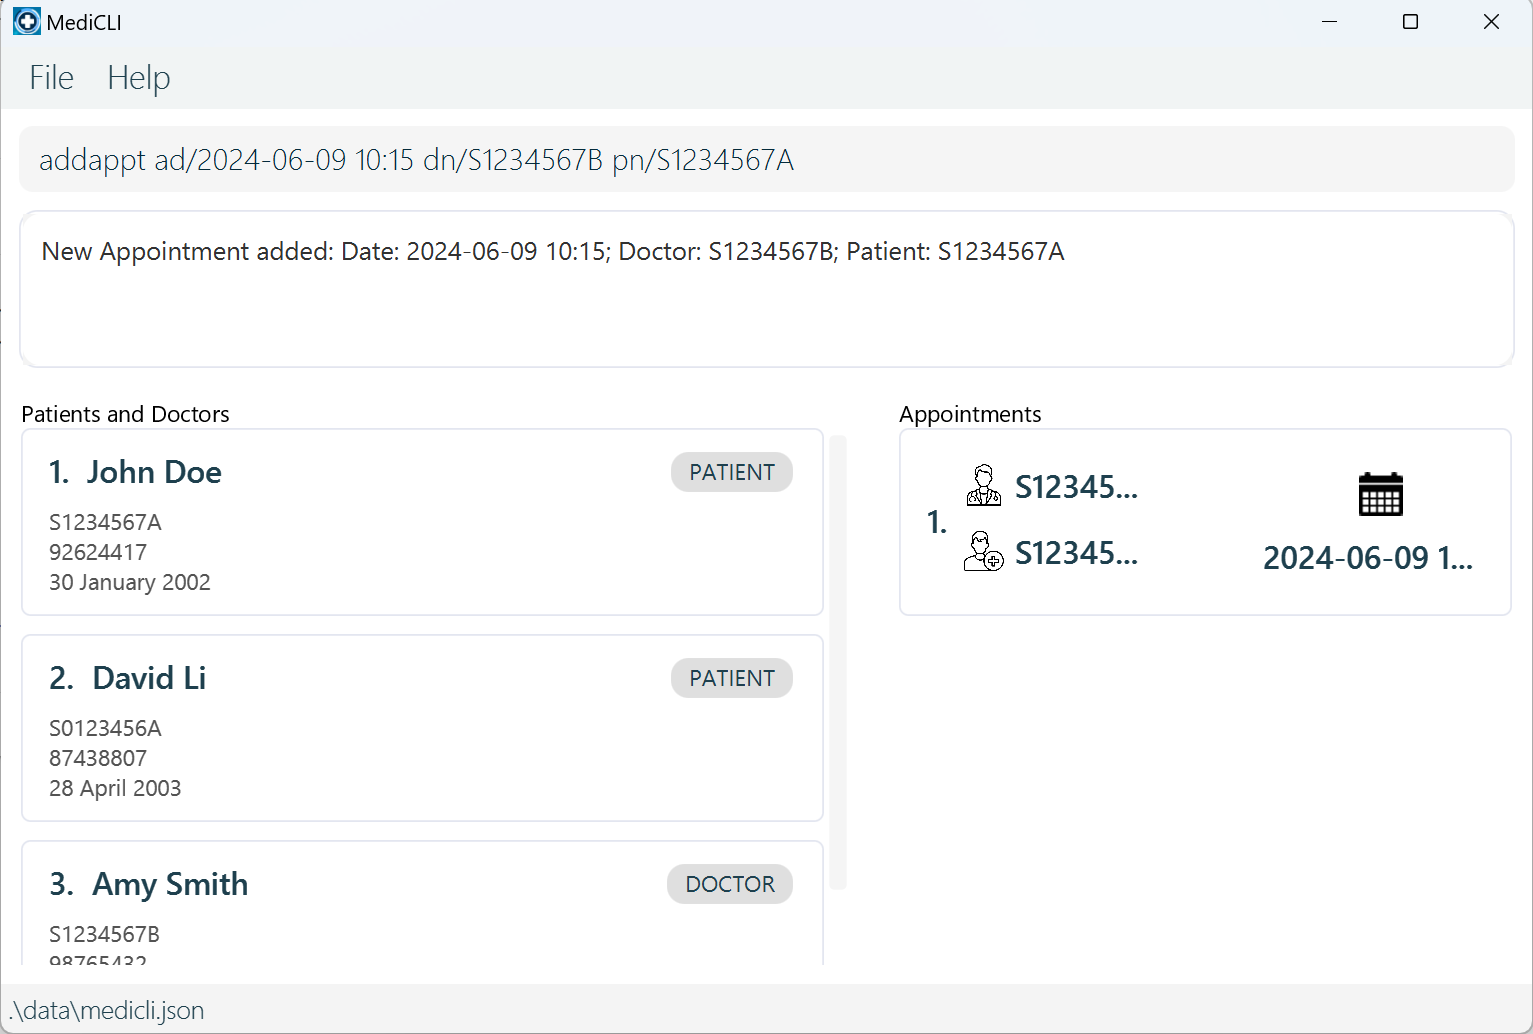 MediCLI
File Help
addappt ad/2024-06-09 10:15 dn/S1234567B pn/S1234567A
New Appointment added: Date: 2024-06-09 10:15; Doctor: S1234567B; Patient: S1234567A
Patients and Doctors
1. John Doe
PATIENT
S1234567A
92624417
30 January 2002
2. David Li
PATIENT
S0123456A
87438807
28 April 2003
3. Amy Smith
DOCTOR
S1234567B
98765432
Appointments
1.
S12345...
S12345...
2024-06-09 1...
.\data\medicli.json